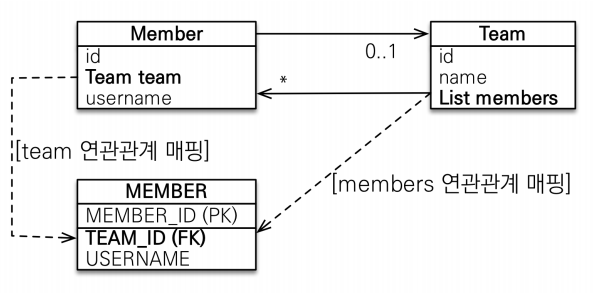 Member
id
Team team
username
0..1
*
Team
id
name
List members
[team 연관관계 매핑]
[members 연관관계 매핑]
MEMBER
MEMBER_ID (PK)
TEAM_ID (FK)
USERNAME